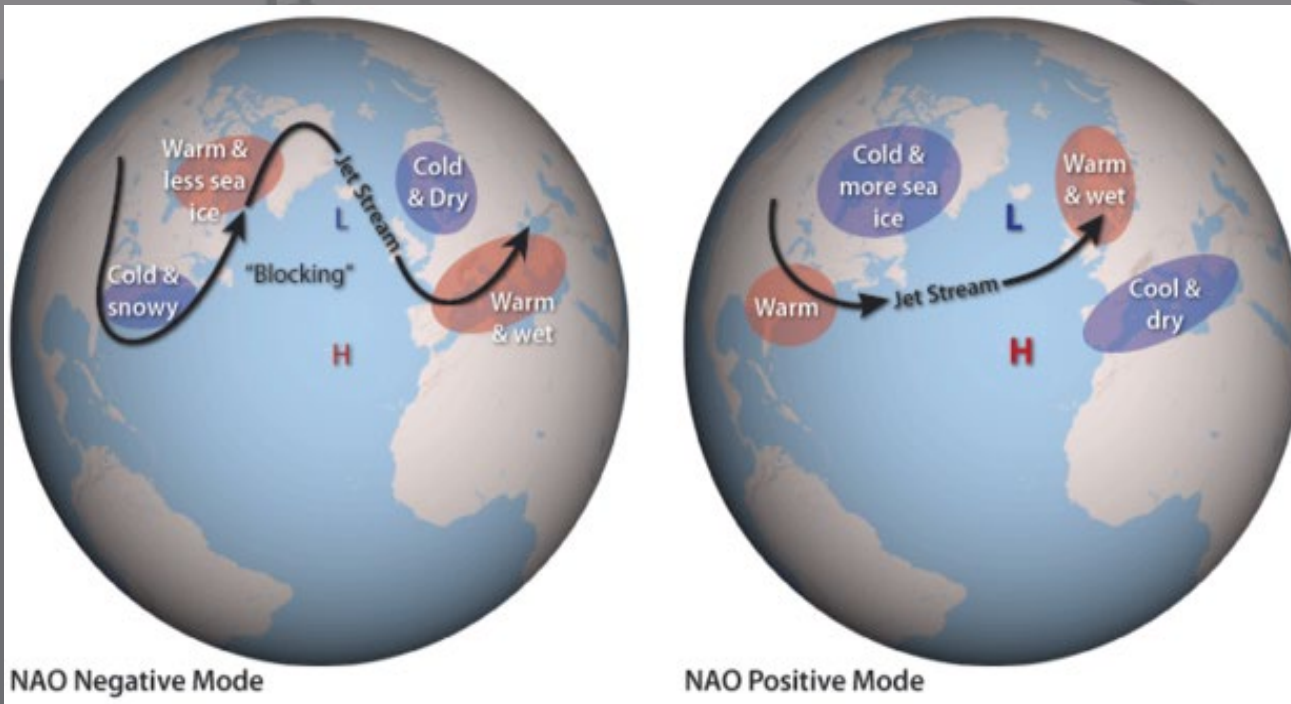 Warm &
less sea
ice
Jet Stream
Cold
& Dry
L
"Blocking"
Cold &
snowy
Warm
& wet
H
NAO Negative Mode
Cold &
more sea
ice
Warm
& wet
L
Jet Stream
Warm
Cool &
dry
H
NAO Positive Mode